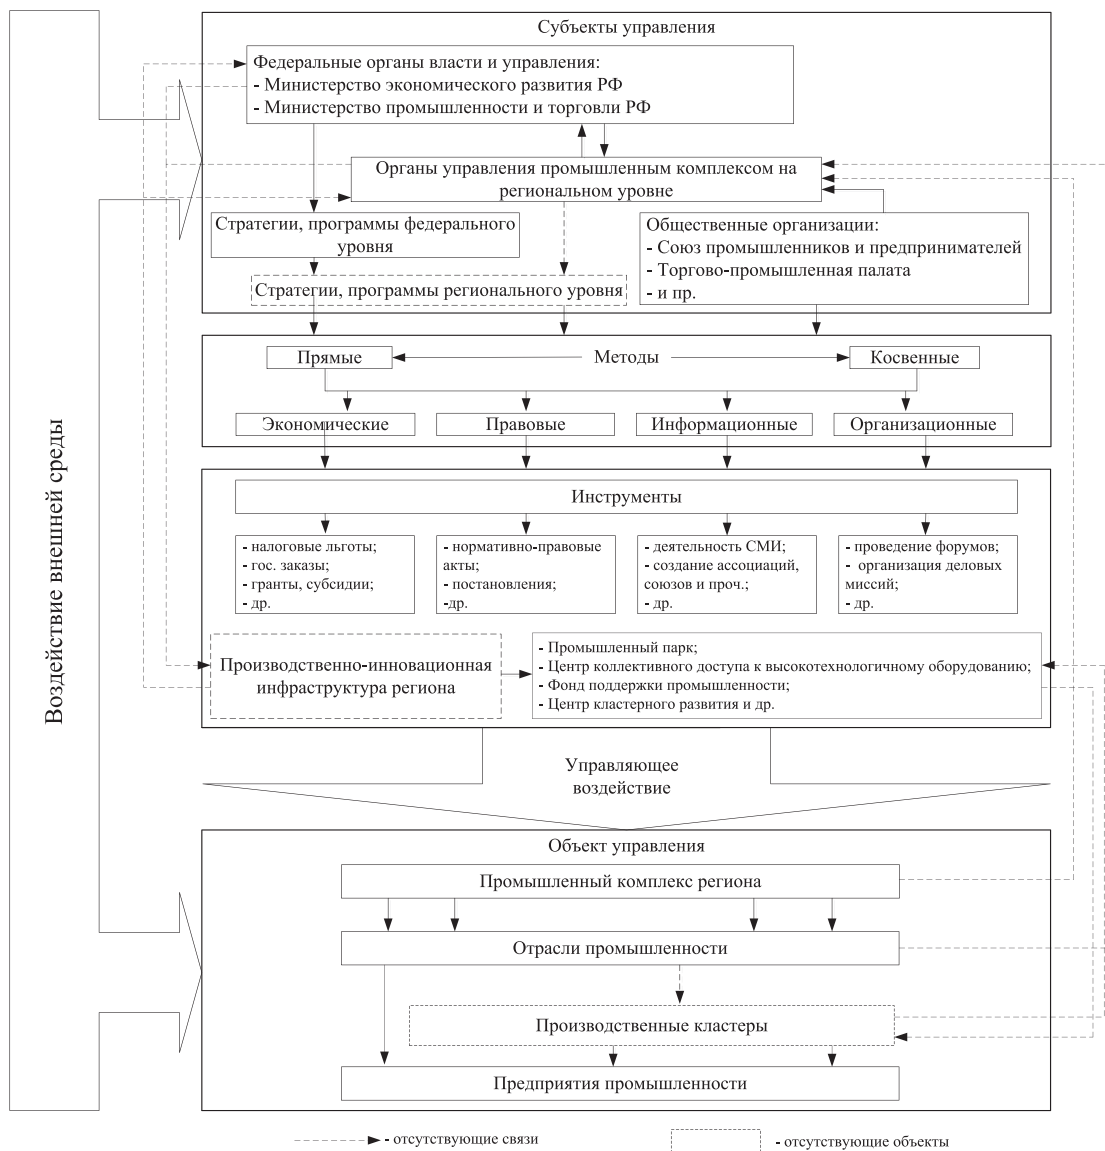 Воздействие внешней среды
Субъекты управления
Федеральные органы власти и управления:
- Министерство экономического развития РФ
- Министерство промышленности и торговли РФ
Органы управления промышленным комплексом на
региональном уровне
Стратегии, программы федерального
уровня
Общественные организации:
- Союз промышленников и предпринимателей
- Торгово-промышленная палата
- и пр.
Стратегии, программы регионального уровня
Прямые
Методы
Косвенные
Экономические
Правовые
Информационные
Организационные
Инструменты
- налоговые льготы;
- гос. заказы;
- гранты, субсидии;
- др.
- нормативно-правовые
акты;
- постановления;
-др.
- деятельность СМИ;
- создание ассоциаций,
союзов и проч.;
- др.
- проведение форумов;
- организация деловых
миссий;
- др.
Производственно-инновационная
инфраструктура региона
- Промышленный парк;
- Центр коллективного доступа к высокотехнологичному оборудованию;
- Фонд поддержки промышленности;
- Центр кластерного развития и др.
Управляющее
воздействие
Объект управления
Промышленный комплекс региона
Отрасли промышленности
Производственные кластеры
Предприятия промышленности
- отсутствующие связи
- отсутствующие объекты